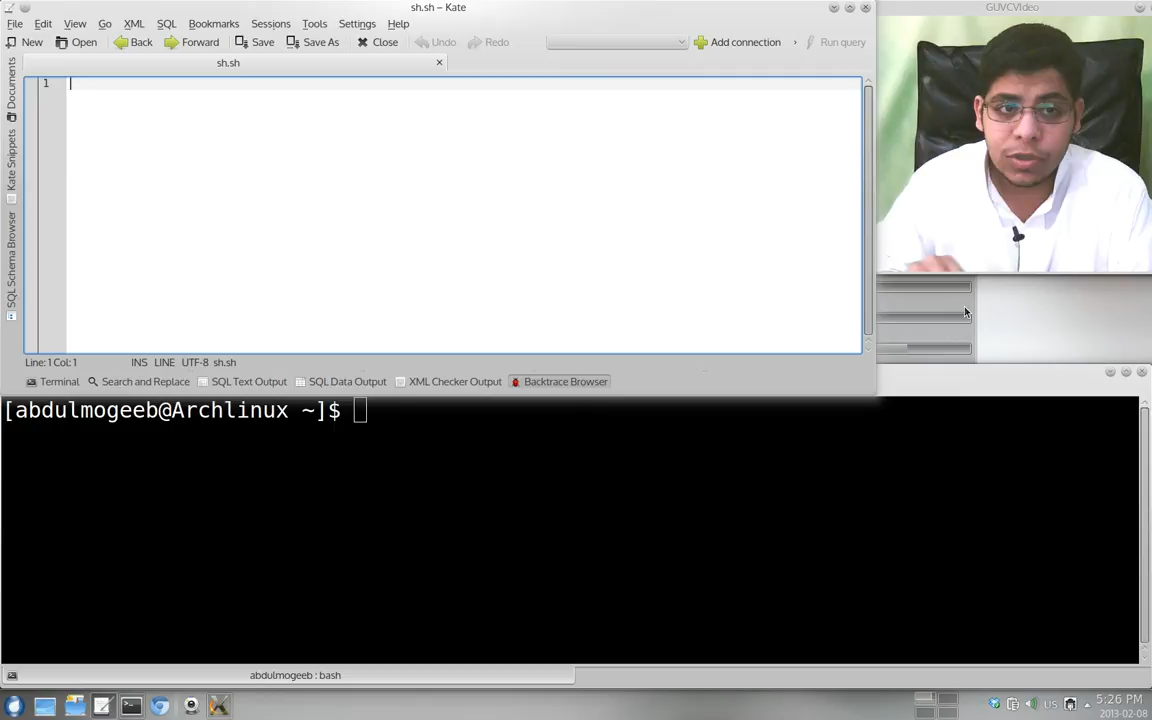 sh.sh – Kate
GUVCVIdeo
File Edit View Go XML SQL Bookmarks Sessions Tools Settings Help
New Open Back Forward Save Save As Close Undo Redo Add connection Run query
sh.sh
Documents
Kate Snippets
SQL Schema Browser
1
Line: 1 Col: 1 INS LINE UTF-8 sh.sh
Terminal Search and Replace SQL Text Output SQL Data Output XML Checker Output Backtrace Browser
[abdulmogeeb@Archlinux ~]$
abdulmogeeb : bash
US 5:26 PM
2013-02-08